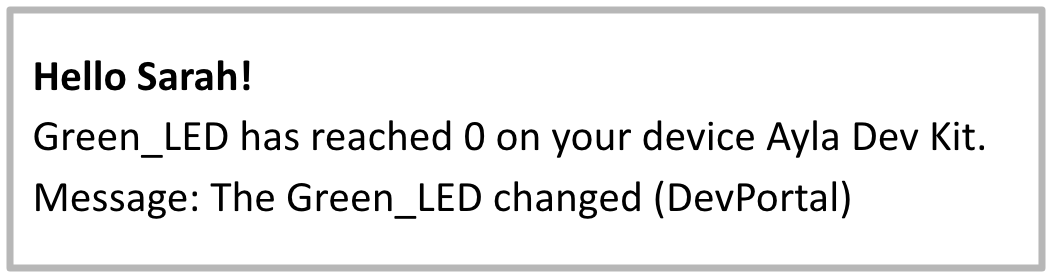 Hello Sarah!
Green_LED has reached 0 on your device Ayla Dev Kit.
Message: The Green_LED changed (DevPortal)